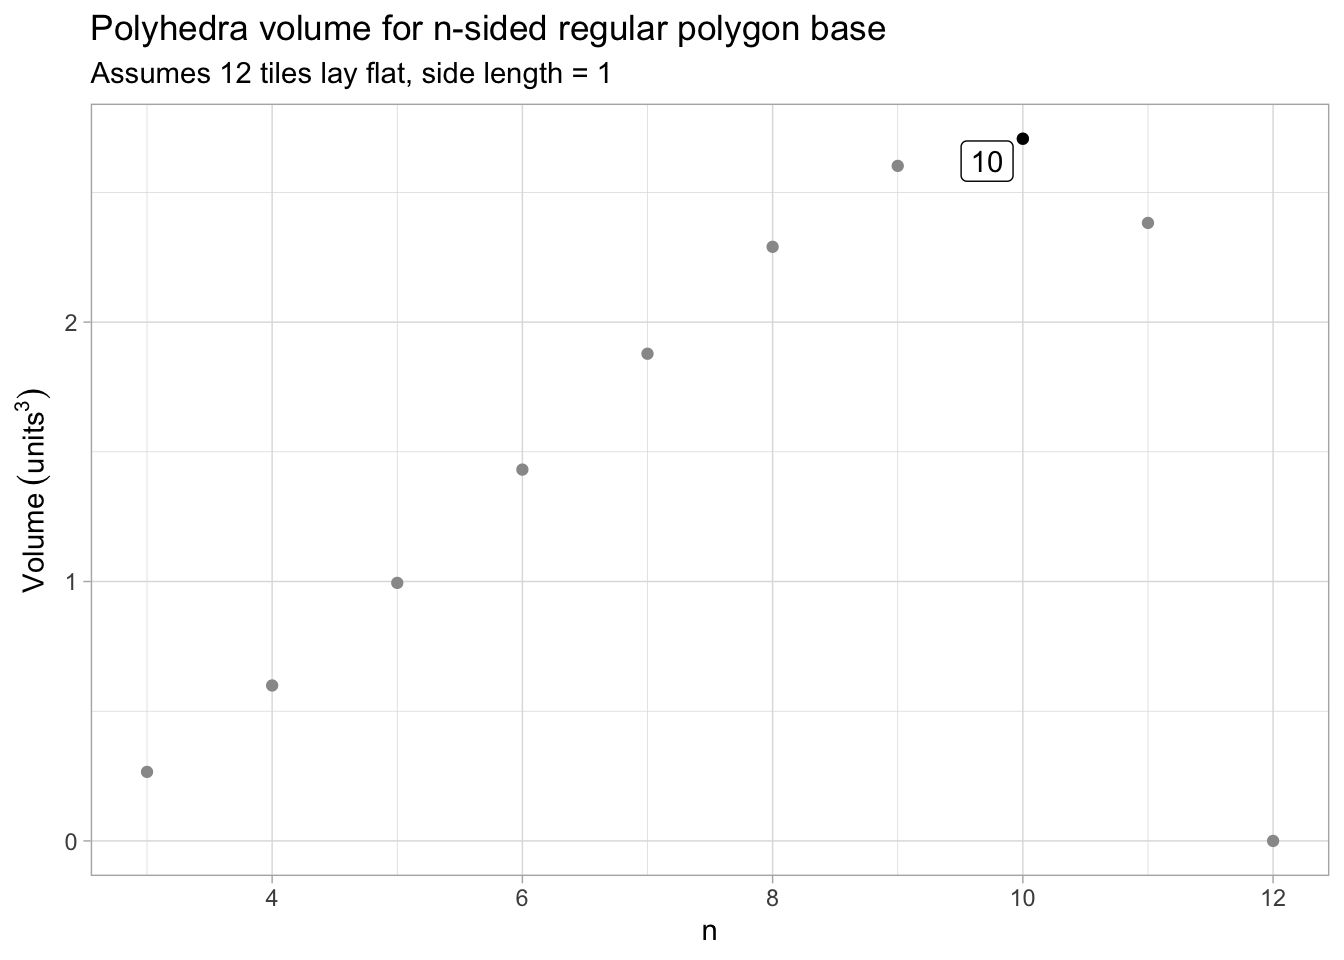 Polyhedra volume for n-sided regular polygon base
Assumes 12 tiles lay flat, side length = 1
10
2
1
0
Volume (units³)
4 6 8 10 12
n